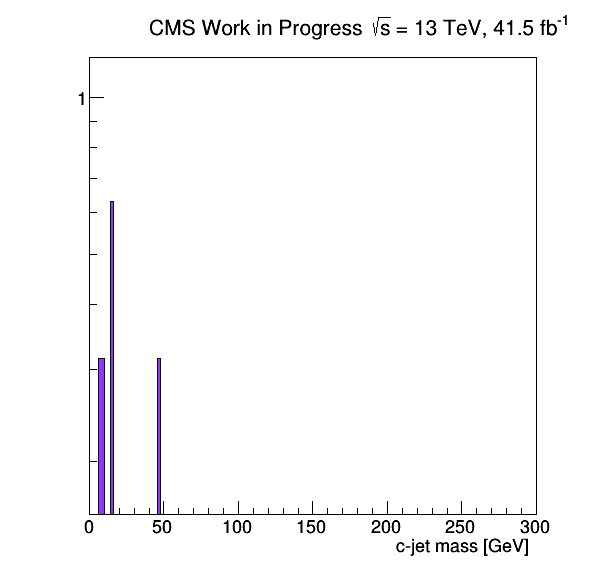 CMS Work in Progress √s = 13 TeV, 41.5 fb⁻¹
1
0 50 100 150 200 250 300
c-jet mass [GeV]